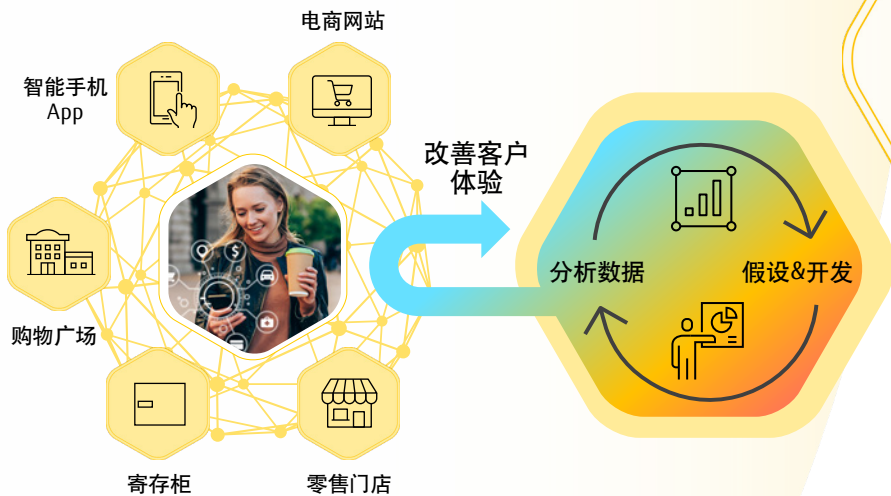 电商网站
智能手机
App
改善客户
体验
分析数据
假设&开发
购物广场
寄存柜
零售门店